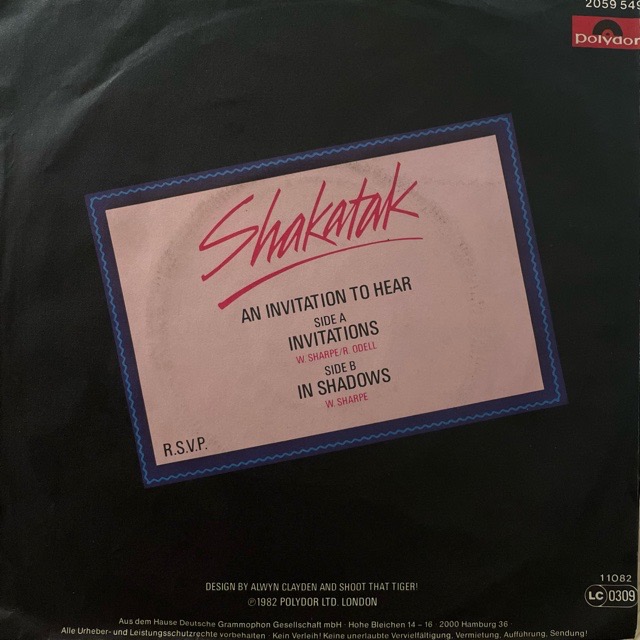 2059 549
polydor
Shakatak
AN INVITATION TO HEAR
SIDE A
INVITATIONS
W. SHARPE/R. ODELL
SIDE B
IN SHADOWS
W. SHARPE
R.S.V.P.
DESIGN BY ALWYN CLAYDEN AND SHOOT THAT TIGER!
℗1982 POLYDOR LTD. LONDON
11082
LC 0309
Aus dem Hause Deutsche Grammophon Gesellschaft mbH · Hohe Bleichen 14 – 16 · 2000 Hamburg 36
Alle Urheber- und Leistungsschutzrechte vorbehalten · Kein Verleih! Keine unerlaubte Vervielfältigung, Vermietung, Aufführung, Sendung!